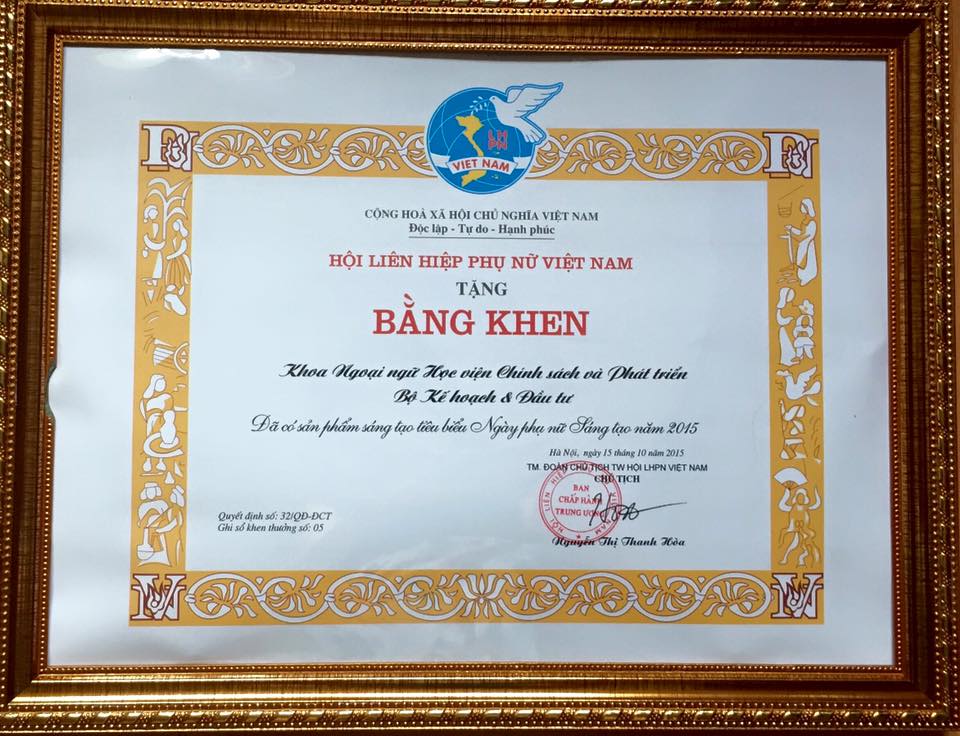 LH
PN
VIỆT NAM
CỘNG HOÀ XÃ HỘI CHỦ NGHĨA VIỆT NAM
Độc lập - Tự do - Hạnh phúc
HỘI LIÊN HIỆP PHỤ NỮ VIỆT NAM
TẶNG
BẰNG KHEN
Khoa Ngoại ngữ Học viện Chính sách và Phát triển
Bộ Kế hoạch & Đầu tư
Đã có sản phẩm sáng tạo tiêu biểu Ngày phụ nữ Sáng tạo năm 2015
Hà Nội, ngày 15 tháng 10 năm 2015
TM. ĐOÀN CHỦ TỊCH TW HỘI LHPN VIỆT NAM
CHỦ TỊCH
BAN
CHẤP HÀNH
TRUNG ƯƠNG
Quyết định số: 32/QĐ-ĐCT
Ghi sổ khen thưởng số: 05
Nguyễn Thị Thanh Hòa